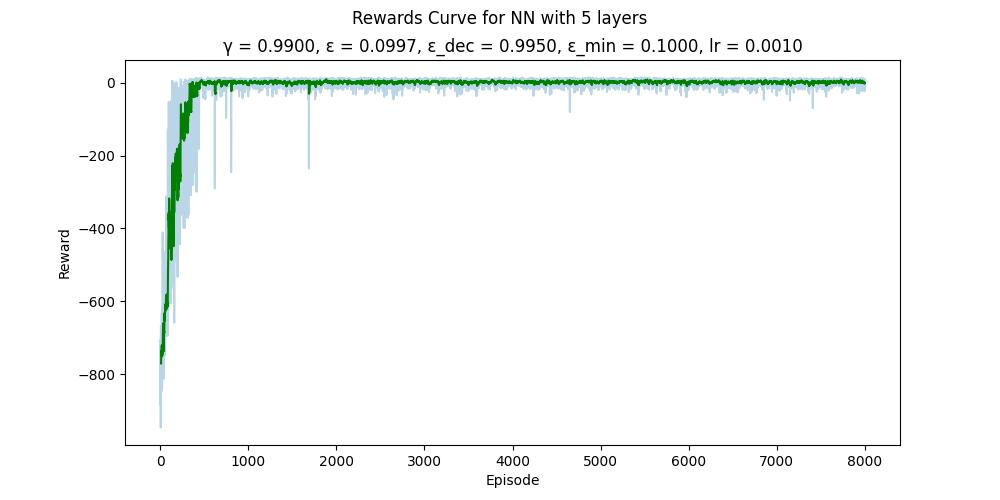 Rewards Curve for NN with 5 layers
γ = 0.9900, ε = 0.0997, ε_dec = 0.9950, ε_min = 0.1000, lr = 0.0010
0
−200
−400
−600
−800
Reward
0 1000 2000 3000 4000 5000 6000 7000 8000
Episode